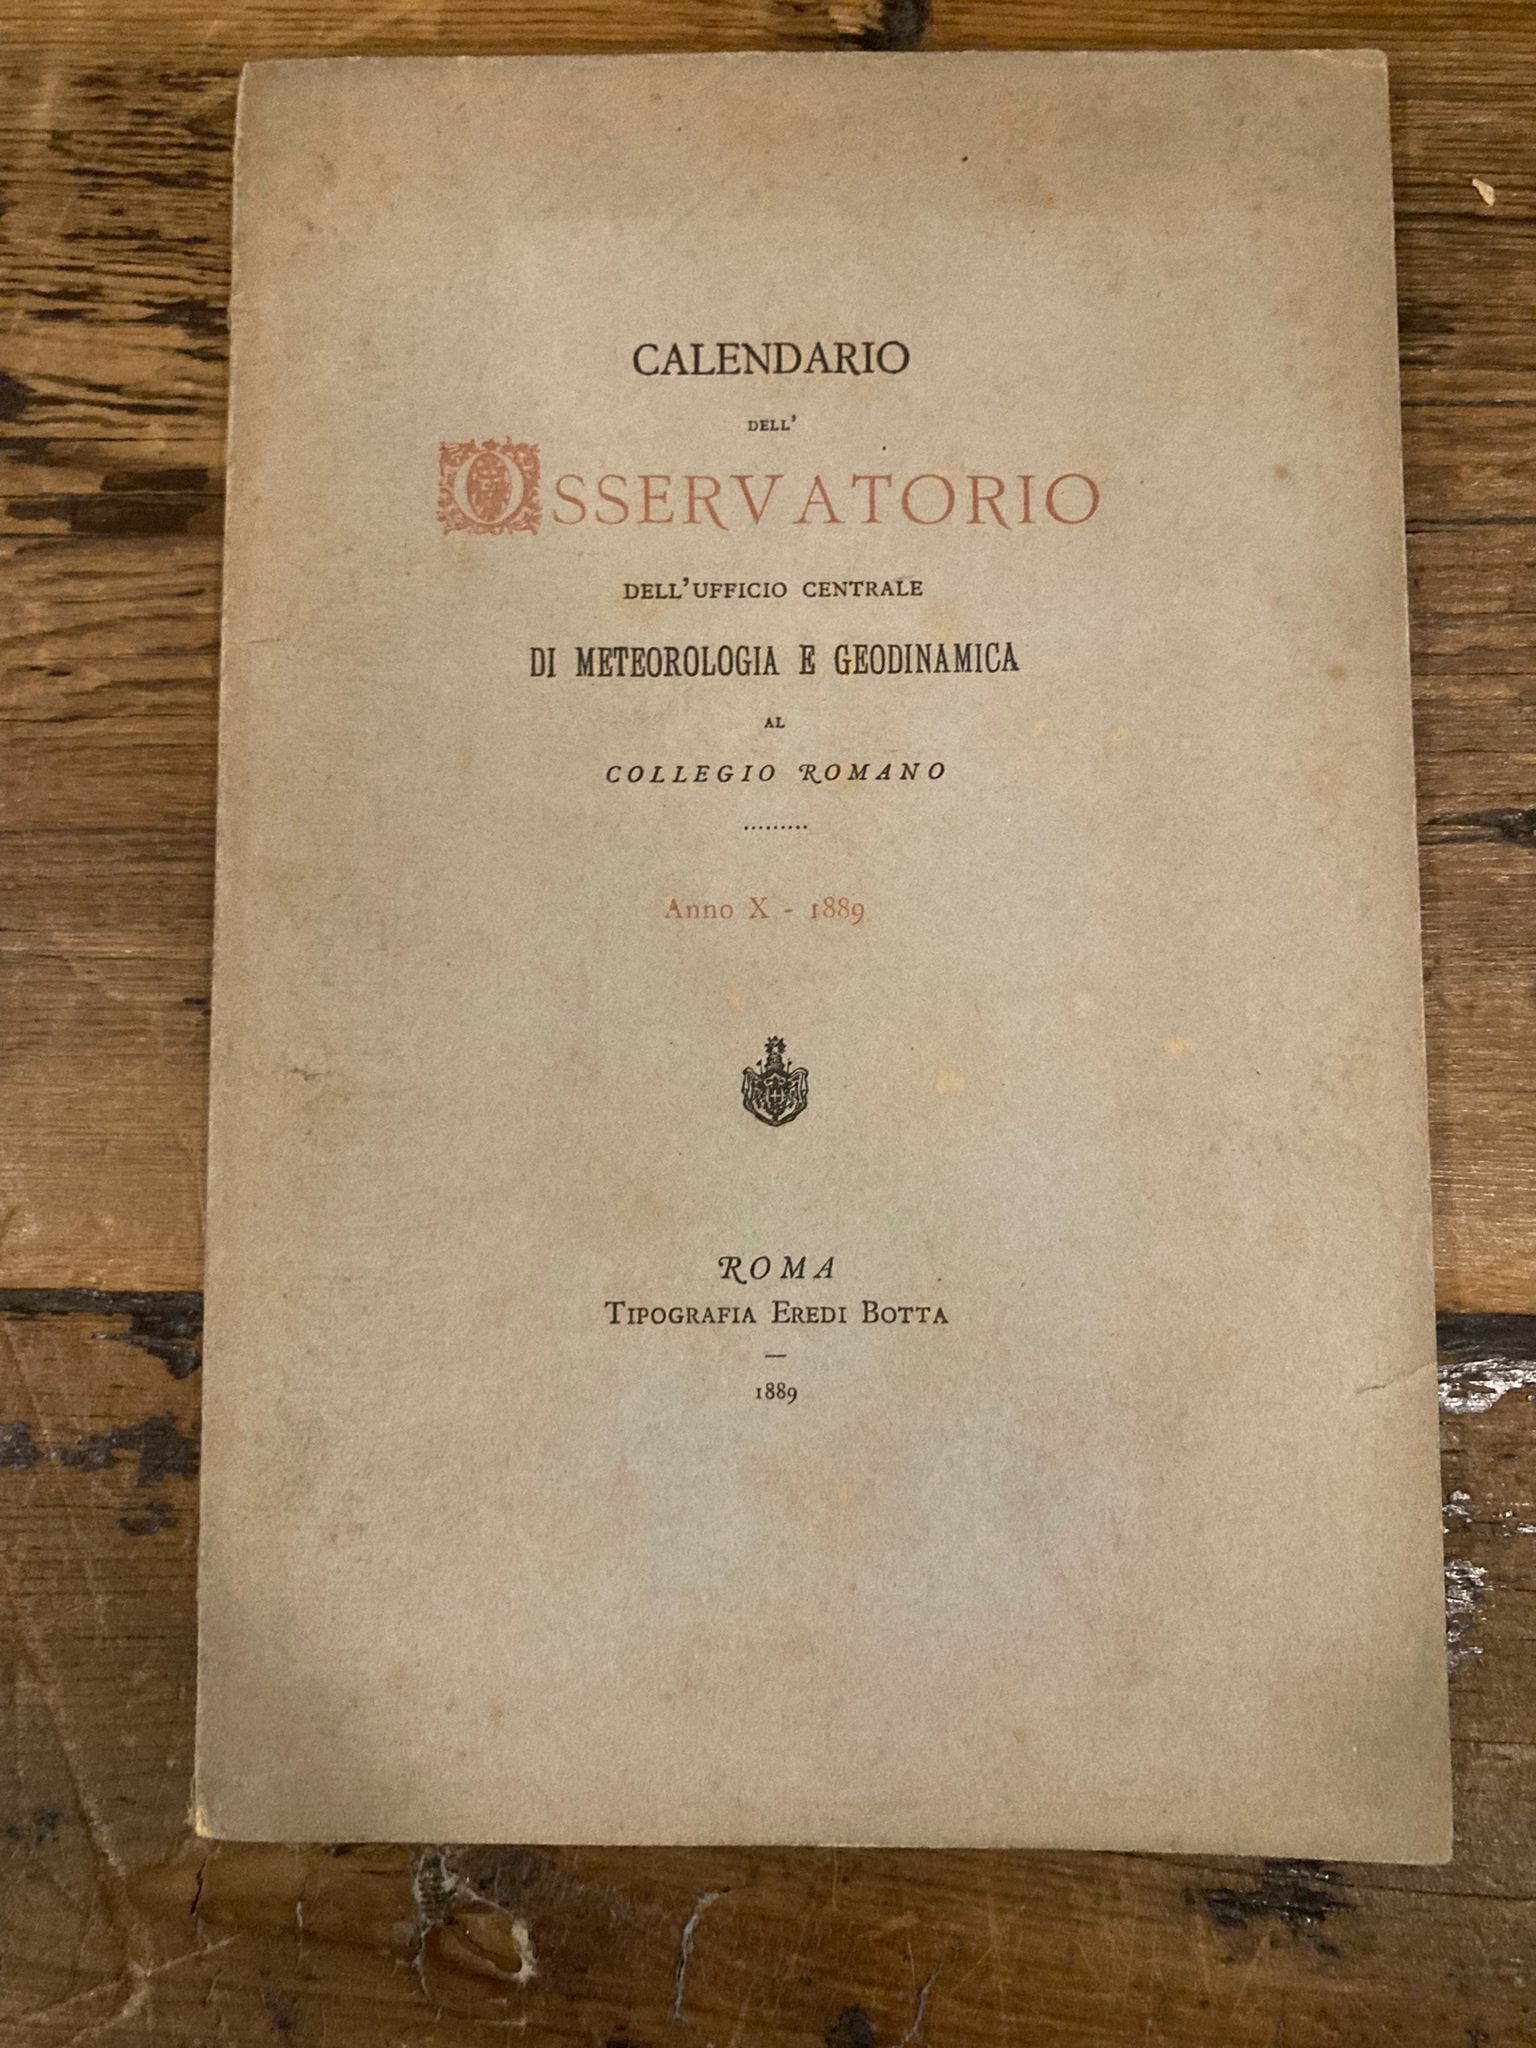 CALENDARIO
DELL'
OSSERVATORIO
DELL'UFFICIO CENTRALE
DI METEOROLOGIA E GEODINAMICA
AL
COLLEGIO ROMANO
.........
Anno X - 1889
ROMA
TIPOGRAFIA EREDI BOTTA
—
1889